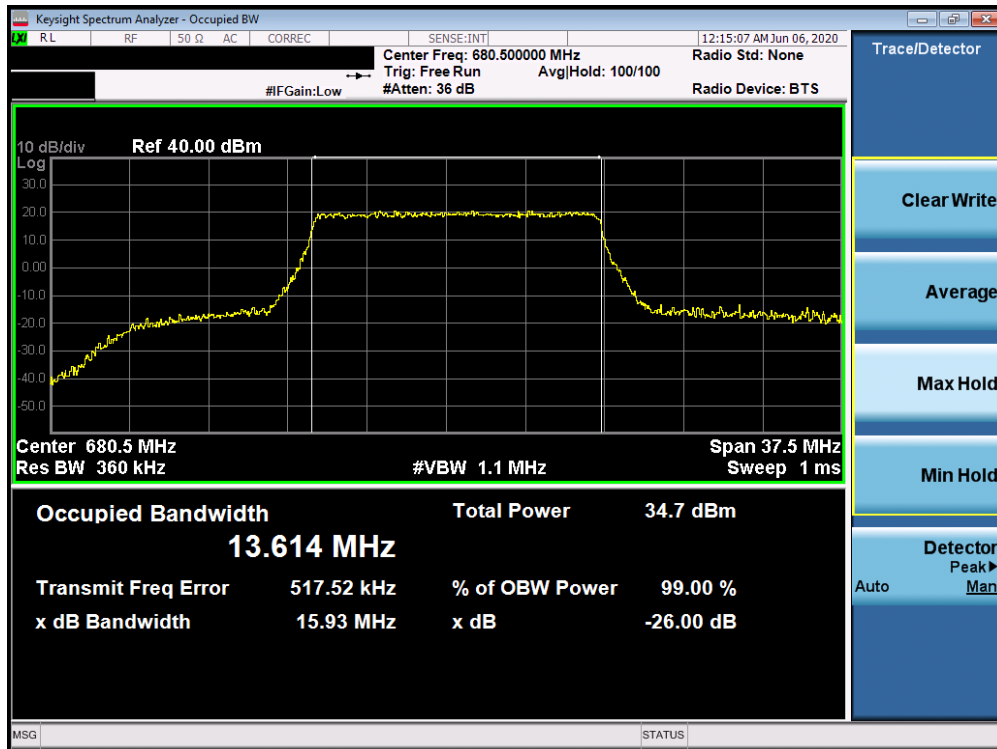 Keysight Spectrum Analyzer - Occupied BW
LXI RL RF 50 Ω AC CORREC SENSE:INT 12:15:07 AM Jun 06, 2020
Center Freq: 680.500000 MHz Radio Std: None
Trig: Free Run Avg|Hold: 100/100
#IFGain:Low #Atten: 36 dB Radio Device: BTS
Trace/Detector
10 dB/div Ref 40.00 dBm
Log
30.0
20.0
10.0
0.00
-10.0
-20.0
-30.0
-40.0
-50.0
Center 680.5 MHz Span 37.5 MHz
Res BW 360 kHz #VBW 1.1 MHz Sweep 1 ms
Occupied Bandwidth Total Power 34.7 dBm
13.614 MHz
Transmit Freq Error 517.52 kHz % of OBW Power 99.00 %
x dB Bandwidth 15.93 MHz x dB -26.00 dB
Clear Write
Average
Max Hold
Min Hold
Detector
Peak▶
Auto Man
MSG STATUS